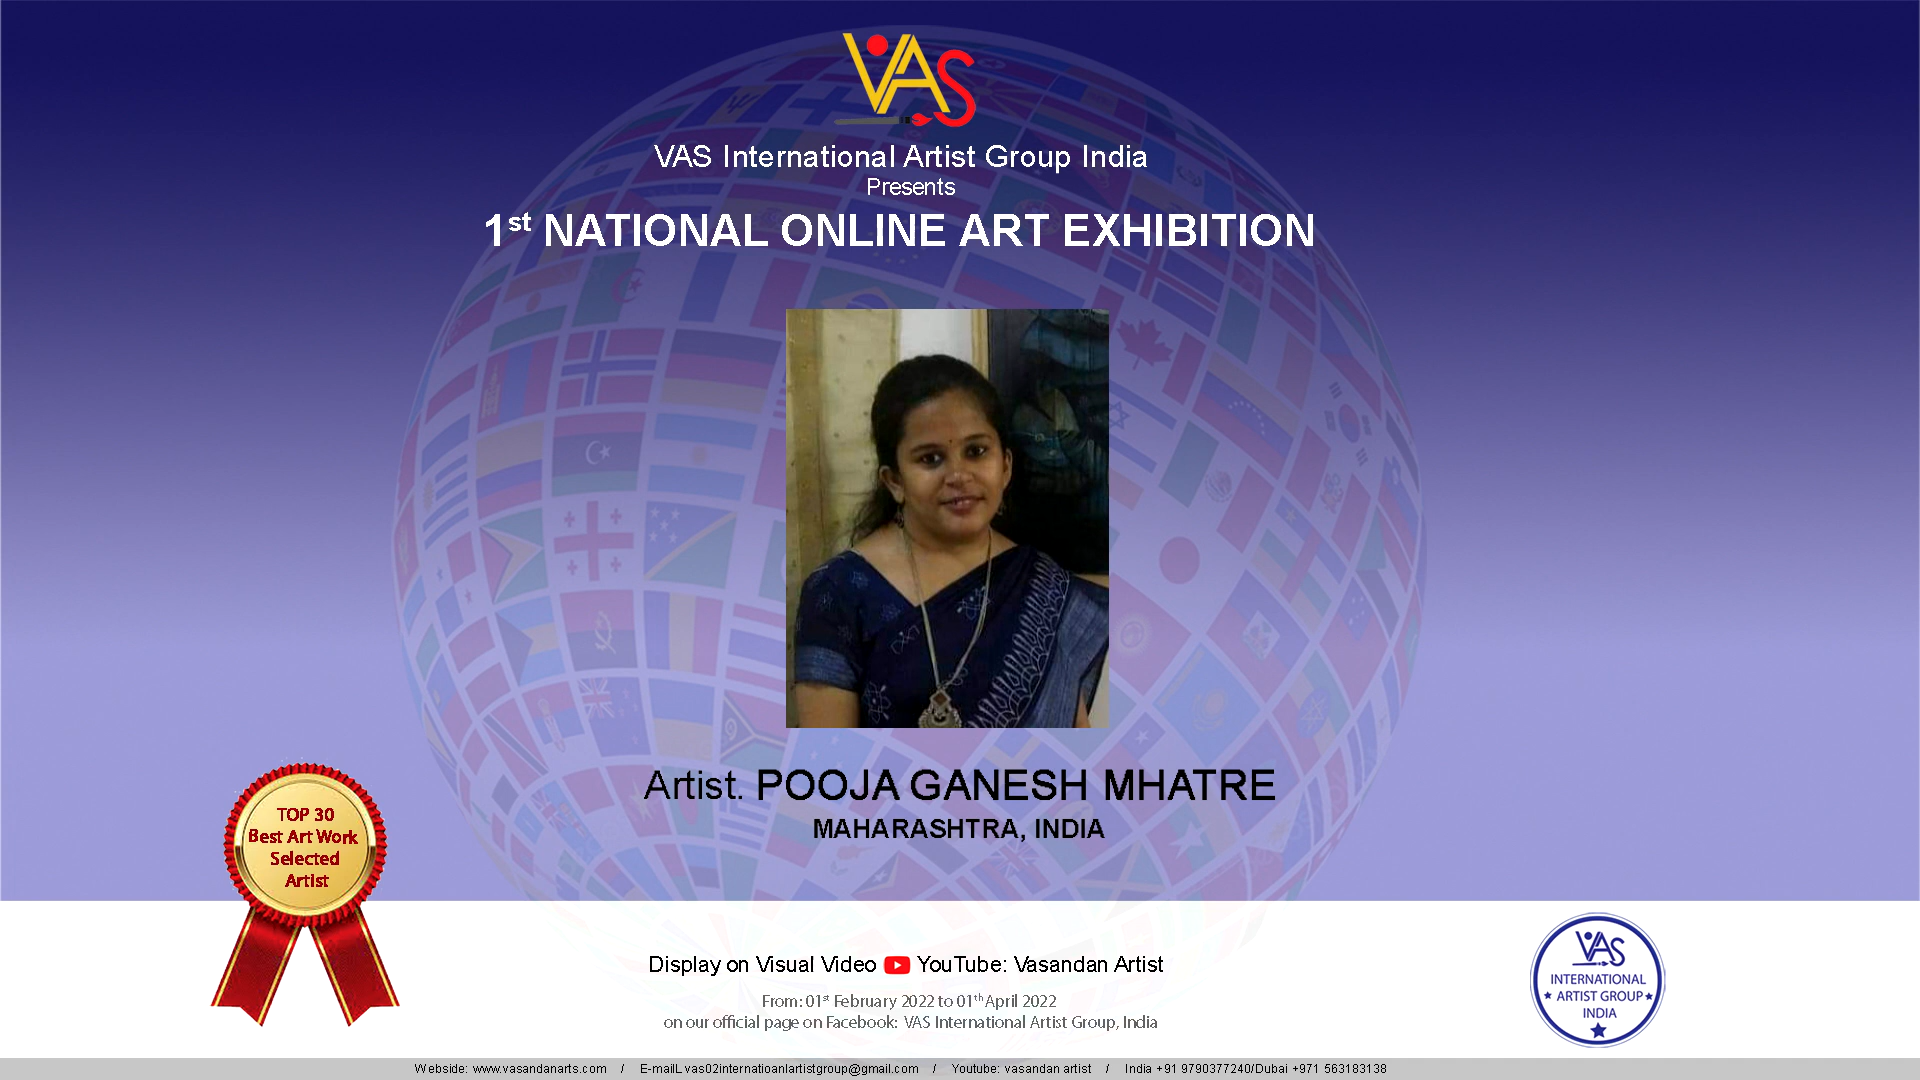 VAS
VAS International Artist Group India
Presents
1st NATIONAL ONLINE ART EXHIBITION
Artist. POOJA GANESH MHATRE
MAHARASHTRA, INDIA
TOP 30
Best Art Work
Selected
Artist
Display on Visual Video YouTube: Vasandan Artist
From: 01st February 2022 to 01th April 2022
on our official page on Facebook: VAS International Artist Group, India
VAS
INTERNATIONAL
ARTIST GROUP
INDIA
Webside: www.vasandanarts.com / E-mailL vas02internatioanlartistgroup@gmail.com / Youtube: vasandan artist / India +91 9790377240/Dubai +971 563183138